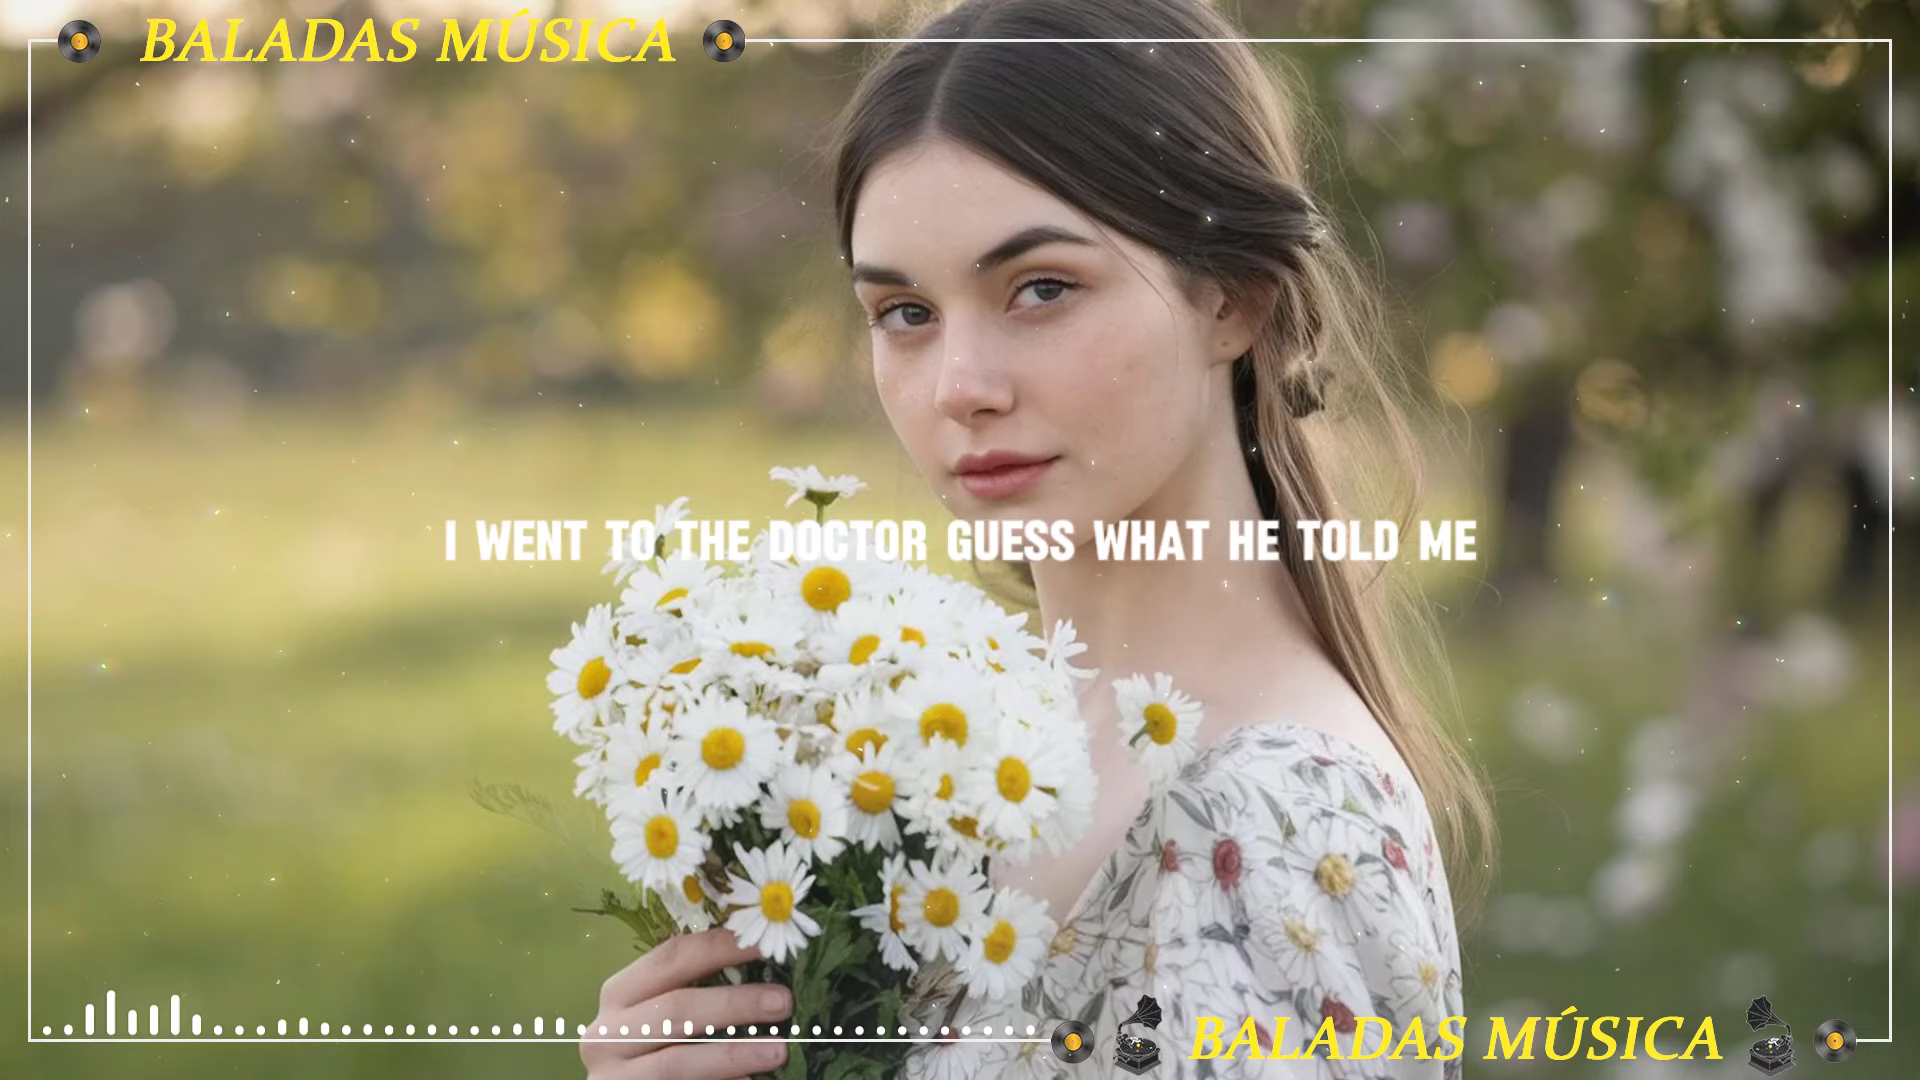 BALADAS MÚSICA
I WENT TO THE DOCTOR GUESS WHAT HE TOLD ME
BALADAS MÚSICA